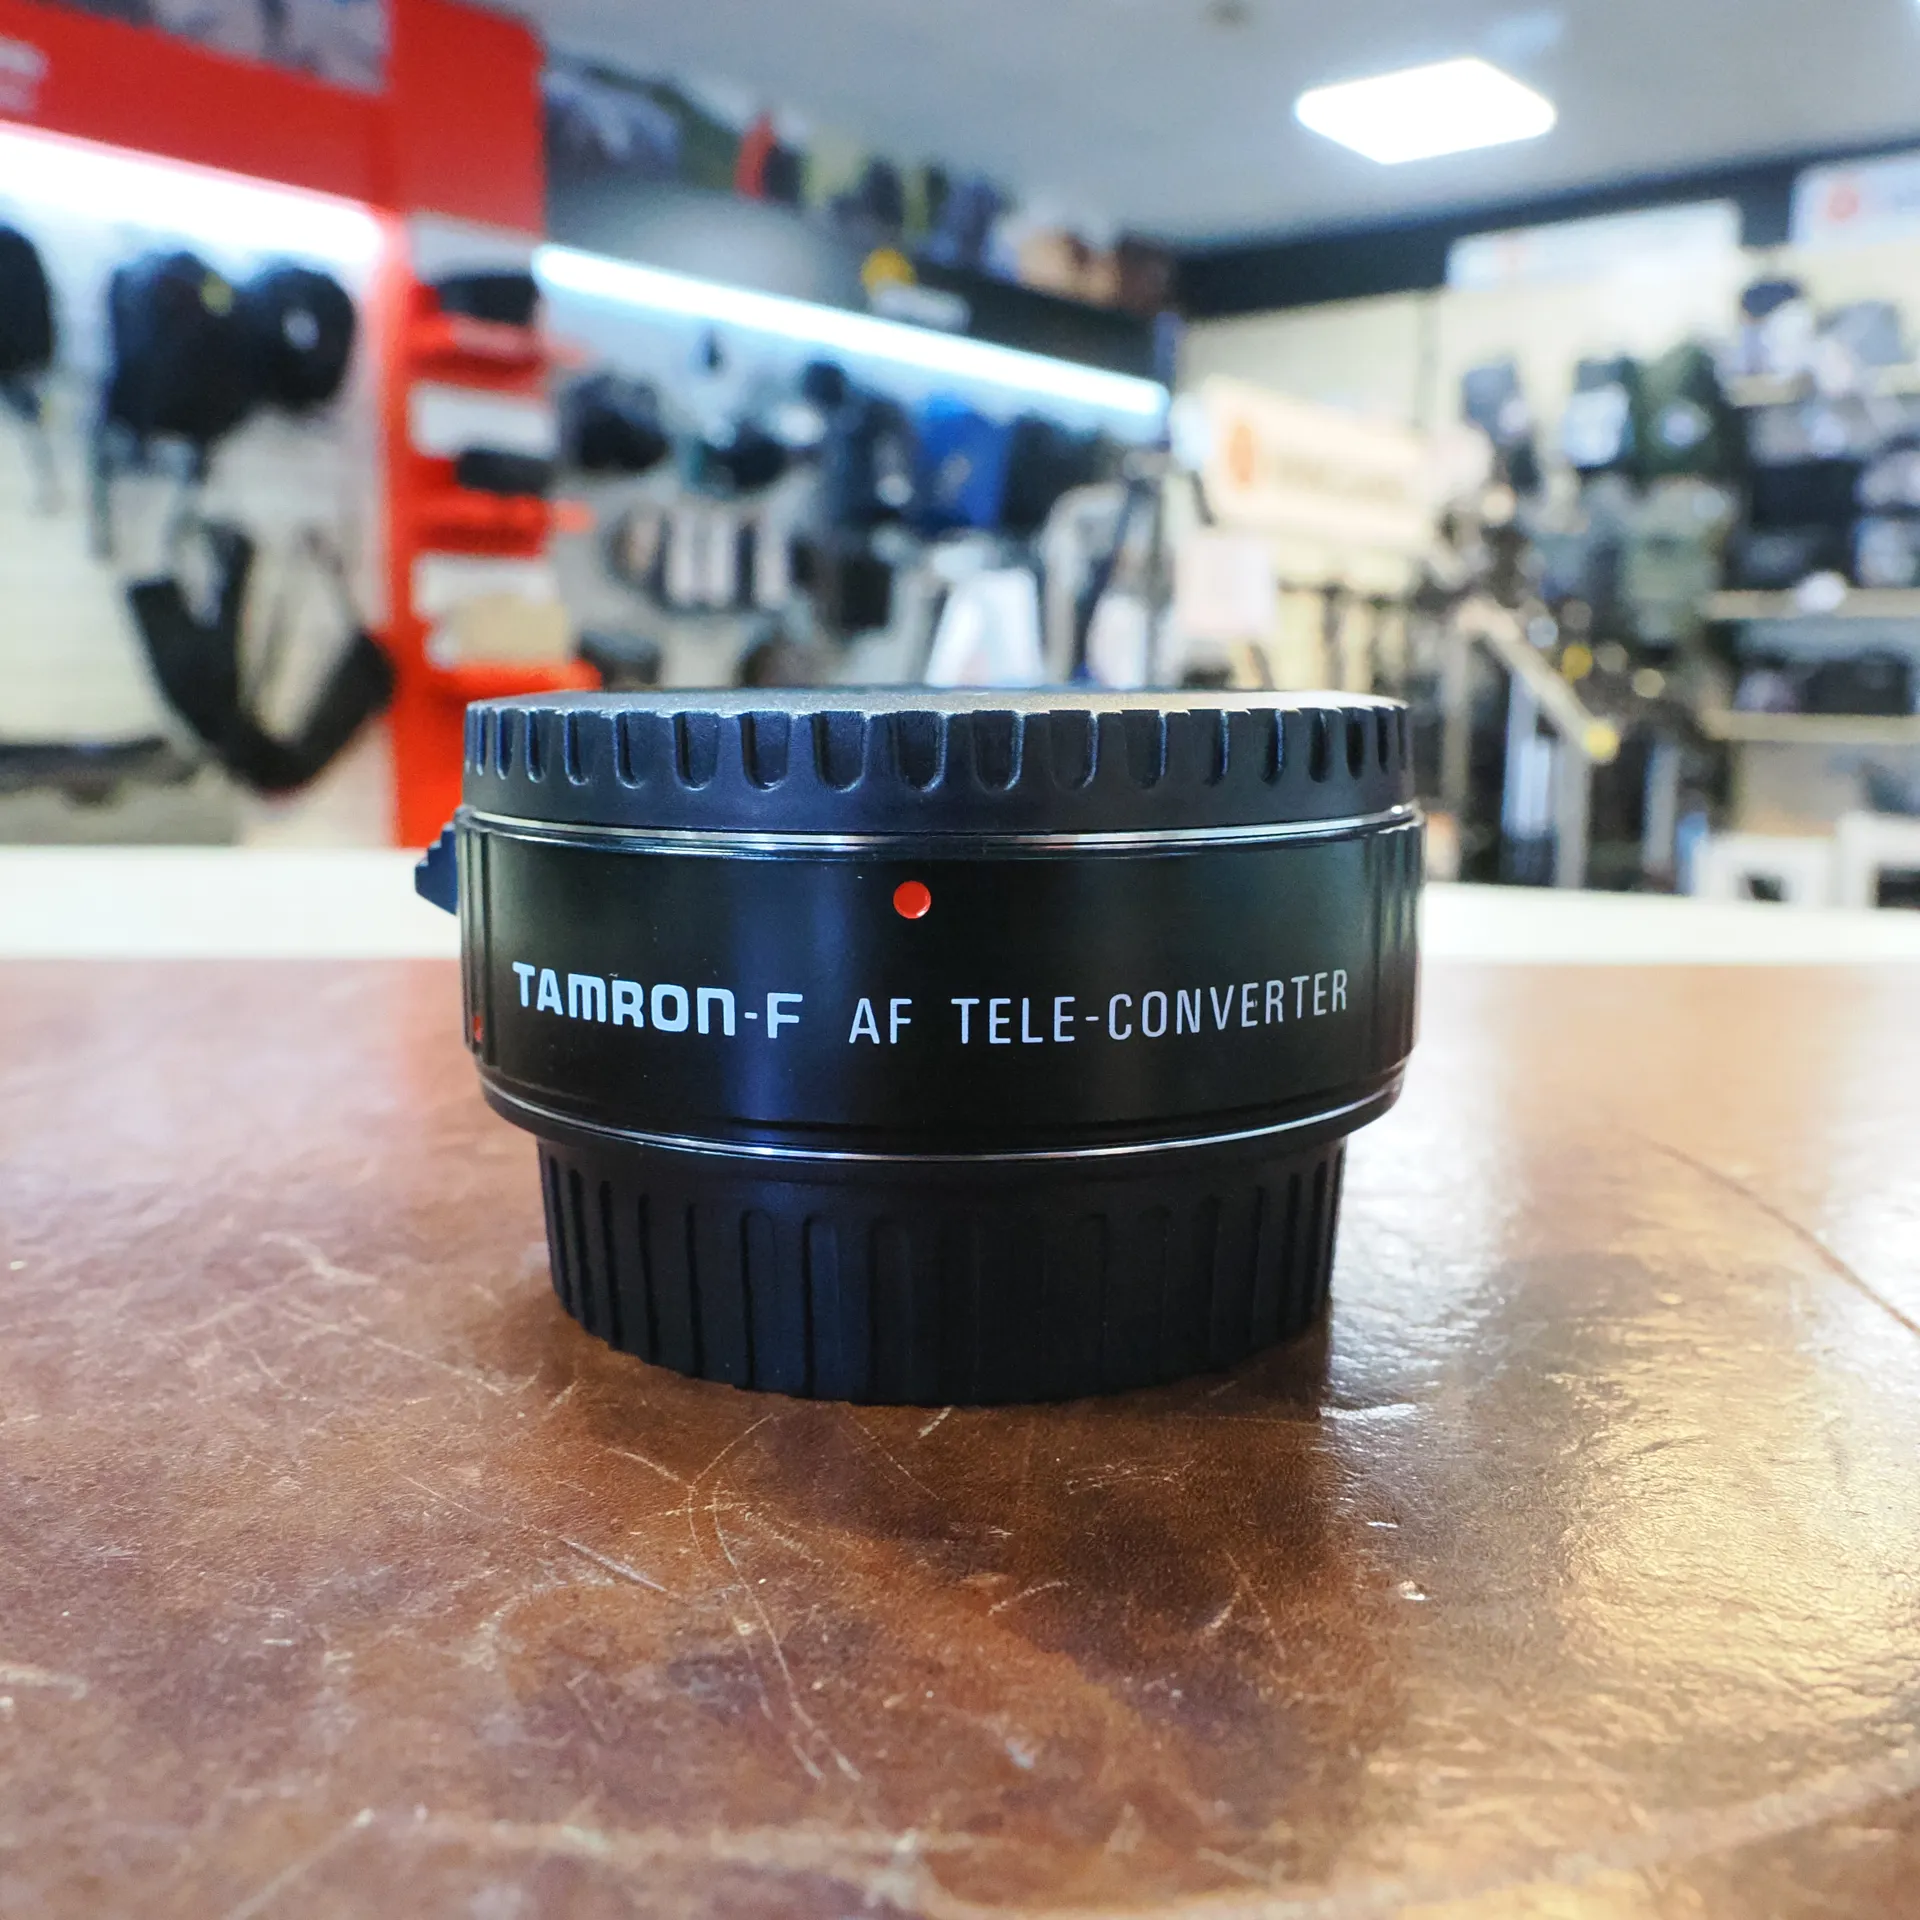 TAMRON-F AF TELE-CONVERTER